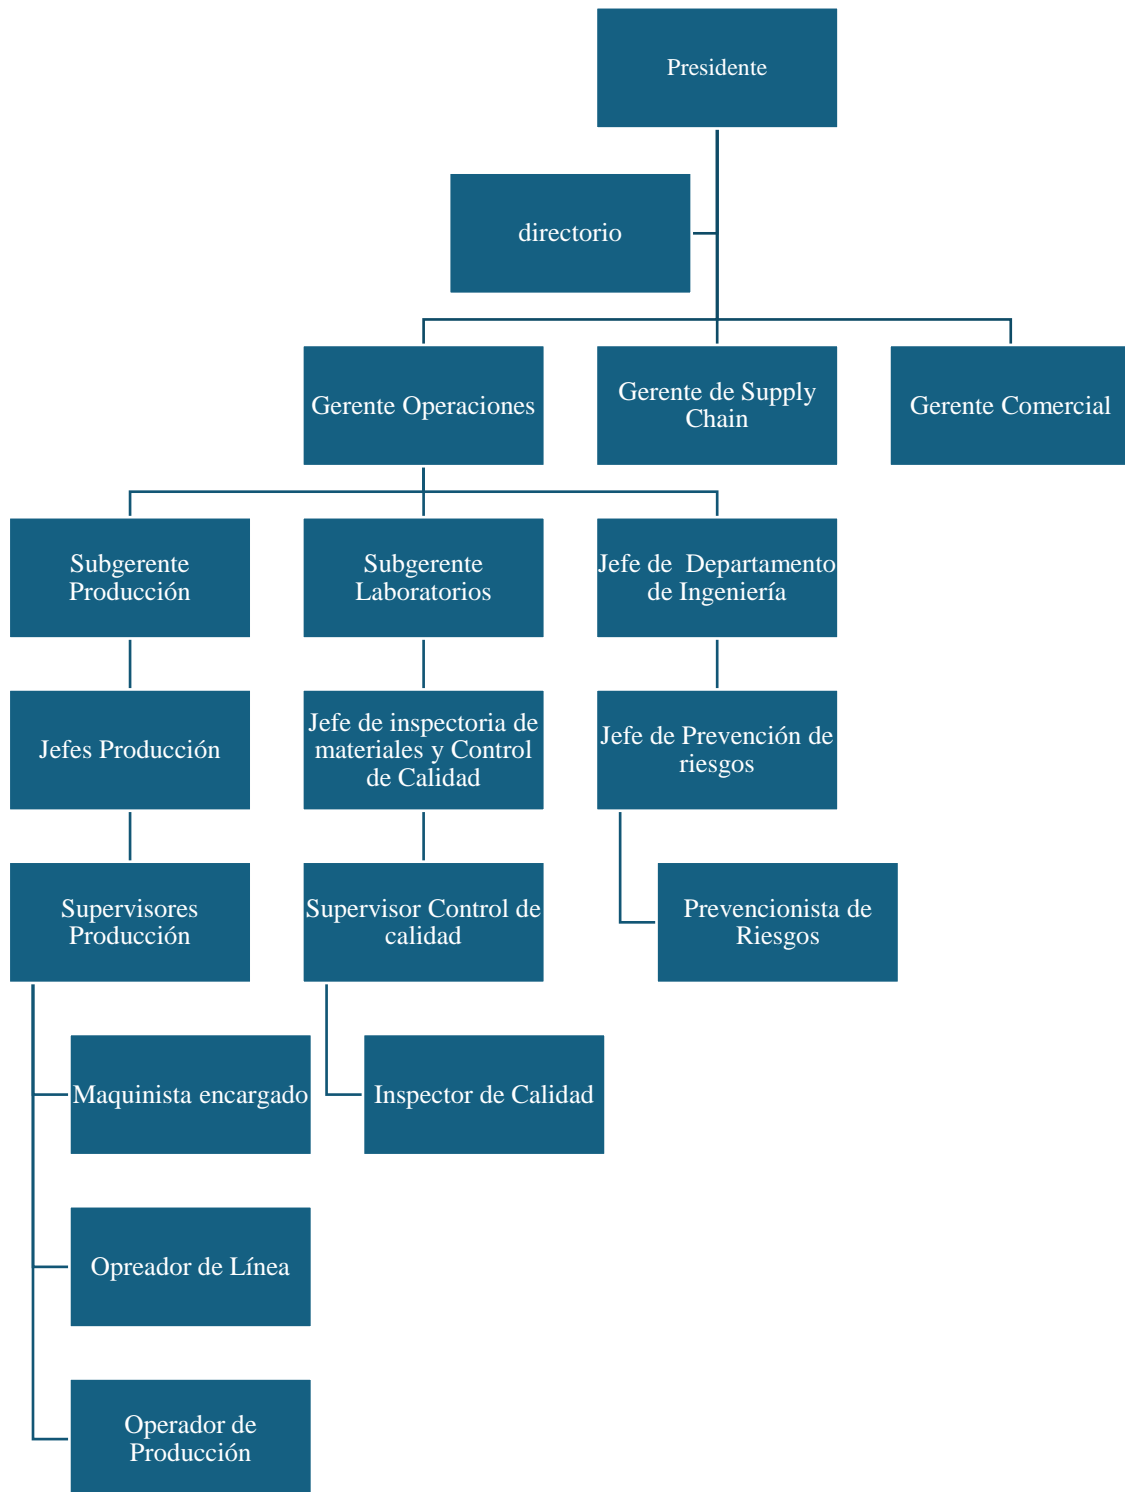 Presidente
directorio
Gerente Operaciones
Gerente de Supply
Chain
Gerente Comercial
Subgerente
Producción
Subgerente
Laboratorios
Jefe de  Departamento
de Ingeniería
Jefes Producción
Jefe de inspectoria de
materiales y Control
de Calidad
Jefe de Prevención de
riesgos
Supervisores
Producción
Supervisor Control de
calidad
Prevencionista de
Riesgos
Maquinista encargado
Inspector de Calidad
Opreador de Línea
Operador de
Producción